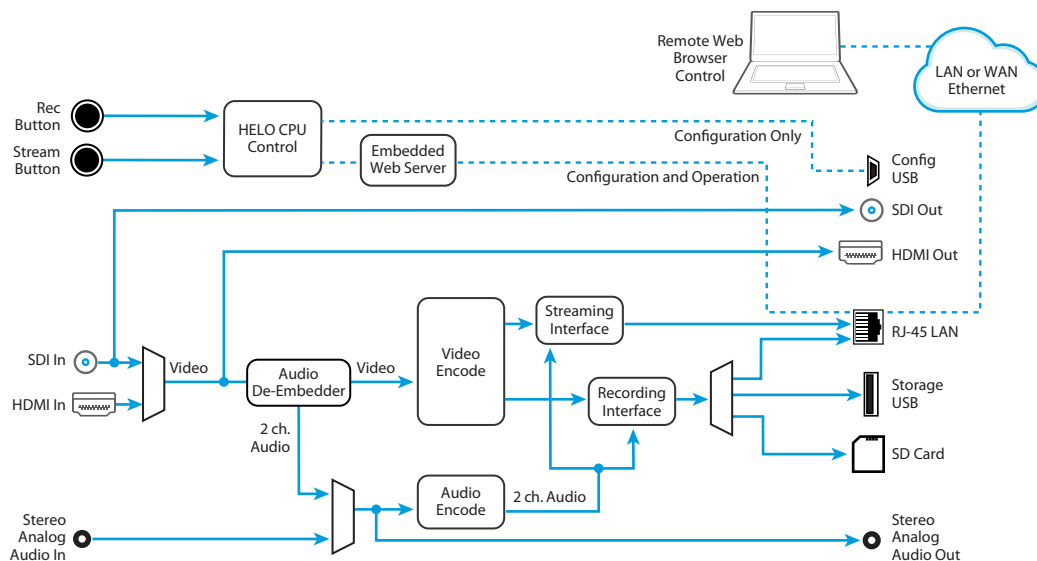 Remote Web
Browser
Control
LAN or WAN
Ethernet
Rec
Button
Stream
Button
HELO CPU
Control
Embedded
Web Server
Configuration Only
Configuration and Operation
Config
USB
SDI Out
HDMI Out
SDI In
HDMI In
Video
Audio
De-Embedder
Video
Video
Encode
Streaming
Interface
Recording
Interface
RJ-45 LAN
Storage
USB
SD Card
2 ch.
Audio
Audio
Encode
2 ch. Audio
Stereo
Analog
Audio In
Stereo
Analog
Audio Out